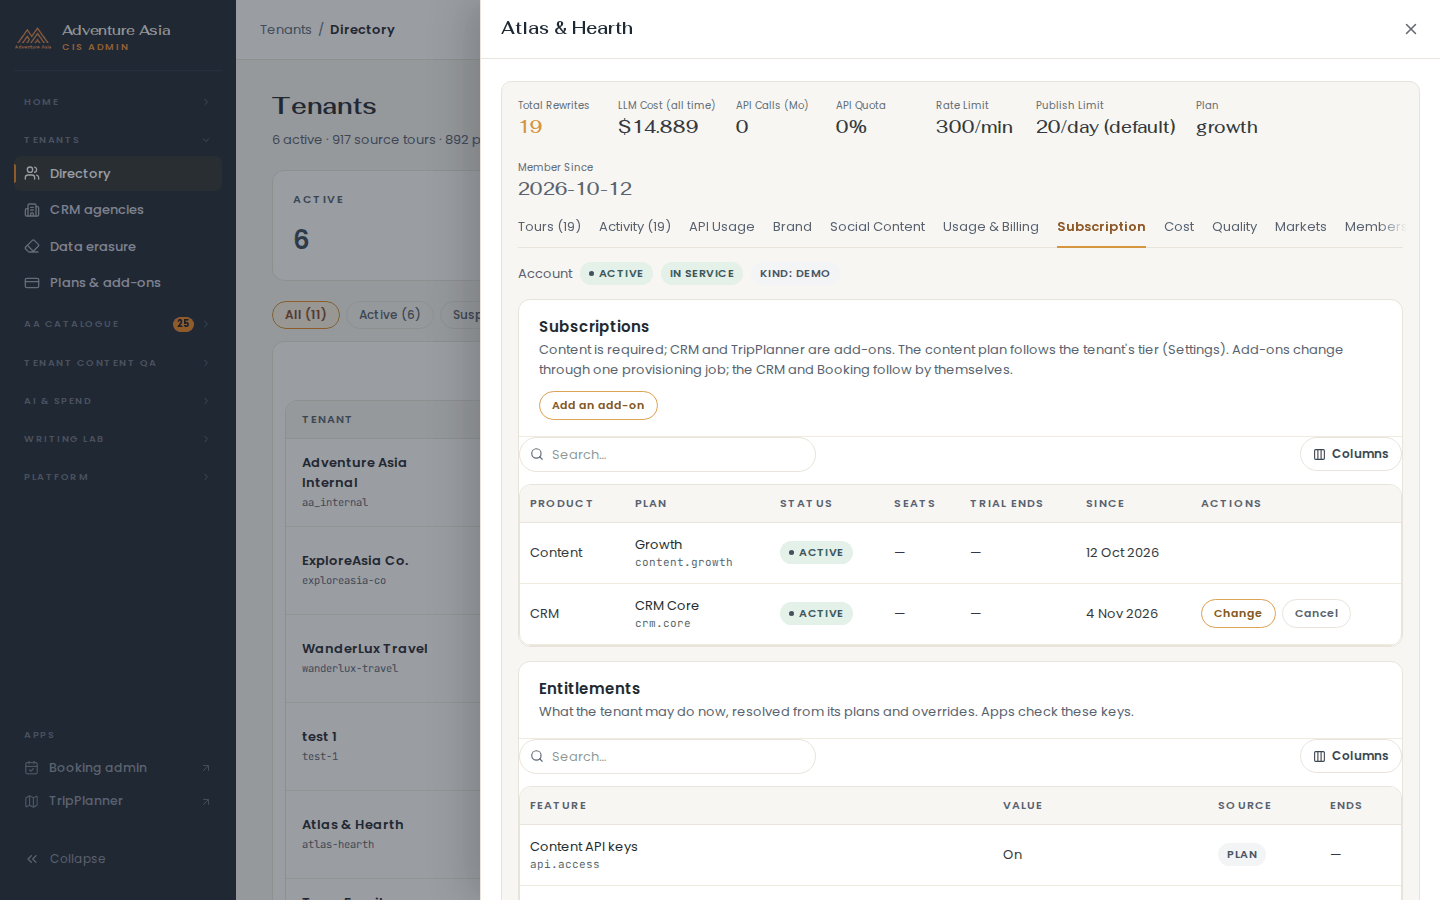 Adventure Asia
CIS ADMIN
HOME
TENANTS
Directory
CRM agencies
Data erasure
Plans & add-ons
AA CATALOGUE 25
TENANT CONTENT QA
AI & SPEND
WRITING LAB
PLATFORM
APPS
Booking admin
TripPlanner
Collapse
Tenants / Directory
Tenants
6 active · 917 source tours · 892 p
ACTIVE
6
All (11) Active (6) Susp
TENANT
Adventure Asia
Internal
aa_internal
ExploreAsia Co.
exploreasia-co
WanderLux Travel
wanderlux-travel
test 1
test-1
Atlas & Hearth
atlas-hearth
Atlas & Hearth
Total Rewrites LLM Cost (all time) API Calls (Mo) API Quota Rate Limit Publish Limit Plan
19 $14.889 0 0% 300/min 20/day (default) growth
Member Since
2026-10-12
Tours (19) Activity (19) API Usage Brand Social Content Usage & Billing Subscription Cost Quality Markets Members
Account ACTIVE IN SERVICE KIND: DEMO
Subscriptions
Content is required; CRM and TripPlanner are add-ons. The content plan follows the tenant's tier (Settings). Add-ons change
through one provisioning job; the CRM and Booking follow by themselves.
Add an add-on
Search… Columns
PRODUCT PLAN STATUS SEATS TRIAL ENDS SINCE ACTIONS
Content Growth ACTIVE — — 12 Oct 2026
content.growth
CRM CRM Core ACTIVE — — 4 Nov 2026 Change Cancel
crm.core
Entitlements
What the tenant may do now, resolved from its plans and overrides. Apps check these keys.
Search… Columns
FEATURE VALUE SOURCE ENDS
Content API keys On PLAN —
api.access